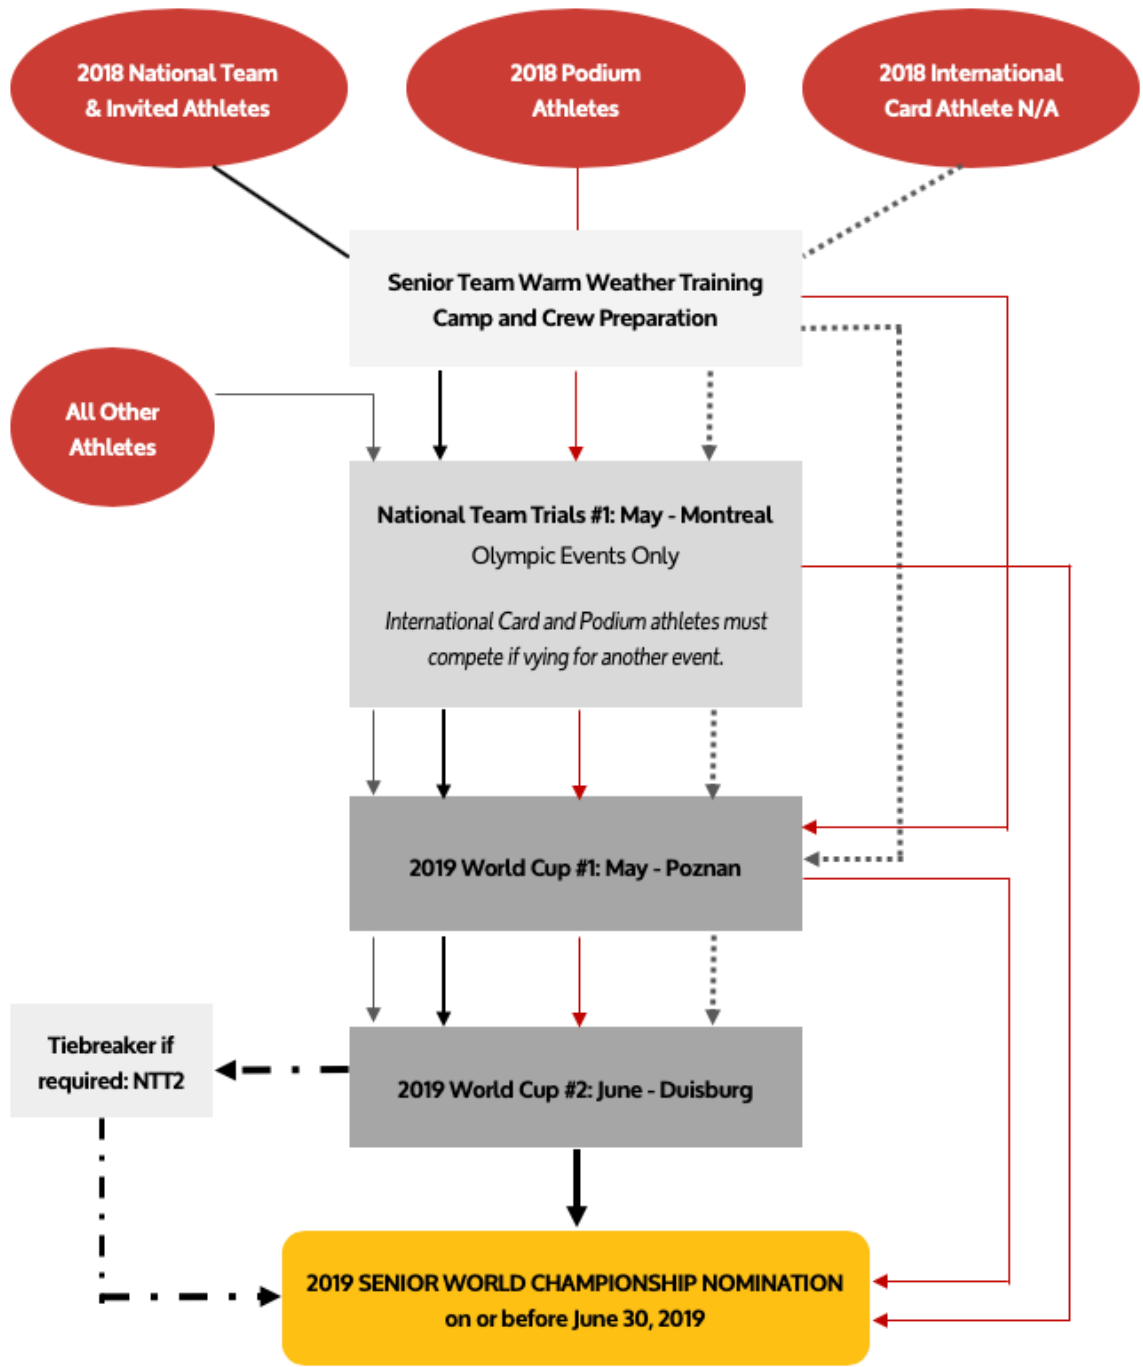 2018 National Team
& Invited Athletes
2018 Podium
Athletes
2018 International
Card Athlete N/A
Senior Team Warm Weather Training
Camp and Crew Preparation
All Other
Athletes
National Team Trials #1: May - Montreal
Olympic Events Only
International Card and Podium athletes must
compete if vying for another event.
2019 World Cup #1: May - Poznan
Tiebreaker if
required: NTT2
2019 World Cup #2: June - Duisburg
2019 SENIOR WORLD CHAMPIONSHIP NOMINATION
on or before June 30, 2019